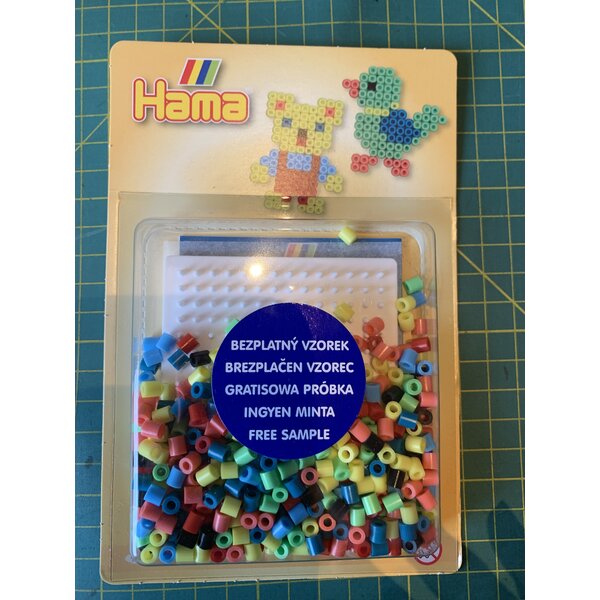 Hama
BEZPLATNÝ VZOREK
BREZPLAČEN VZOREC
GRATISOWA PRÓBKA
INGYEN MINTA
FREE SAMPLE